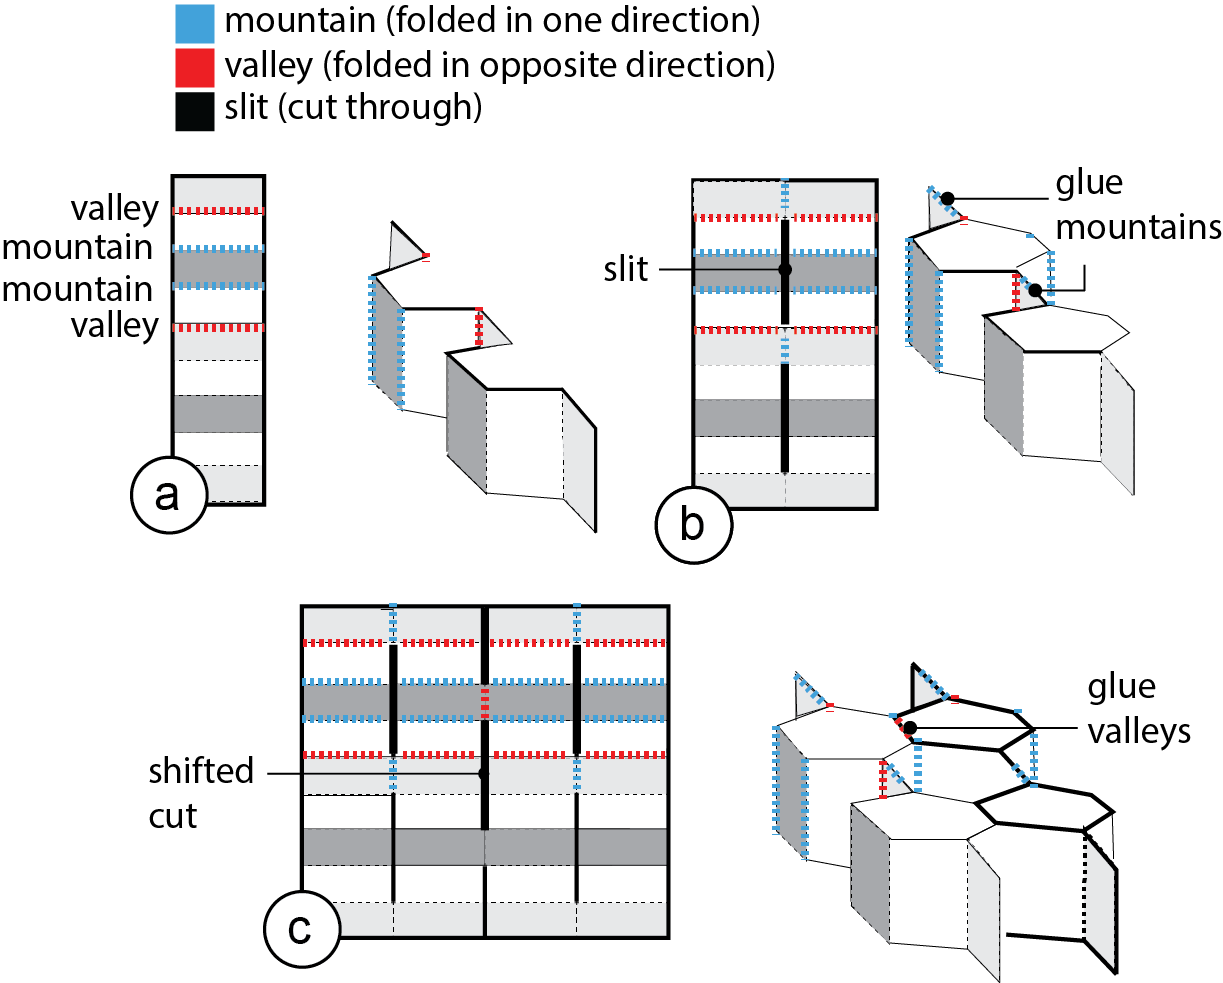 mountain (folded in one direction)
valley (folded in opposite direction)
slit (cut through)
valley
mountain
mountain
valley
a
slit
glue
mountains
b
shifted
cut
glue
valleys
c